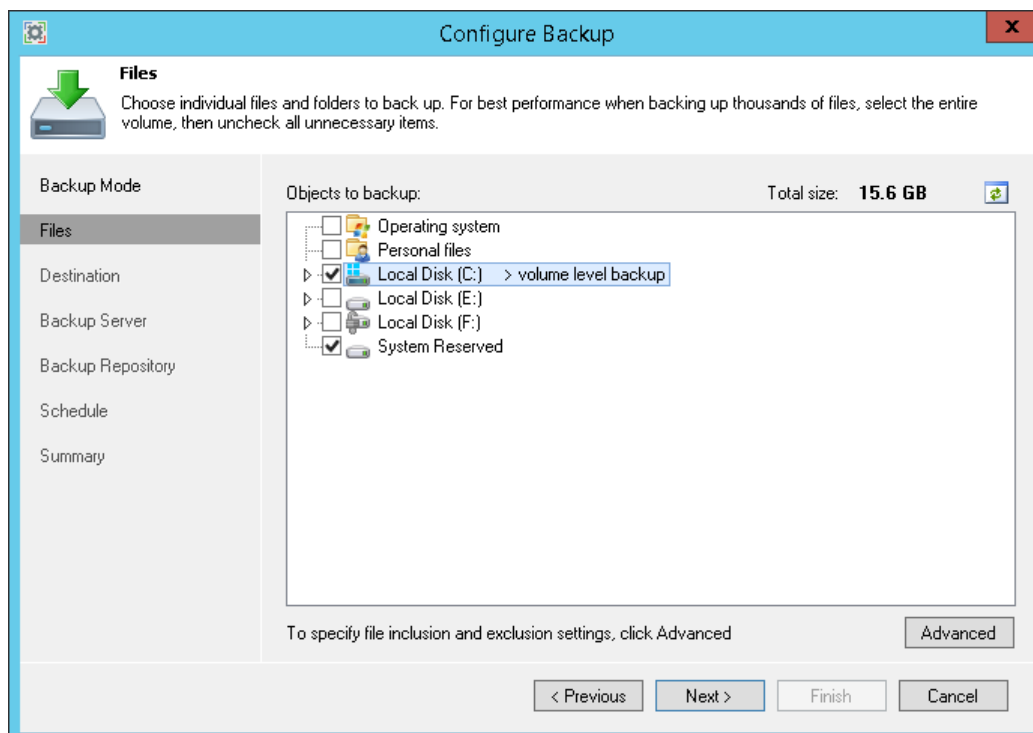 Configure Backup
x
Files
Choose individual files and folders to back up. For best performance when backing up thousands of files, select the entire
volume, then uncheck all unnecessary items.
Backup Mode
Files
Destination
Backup Server
Backup Repository
Schedule
Summary
Objects to backup:
Total size: 15.6 GB
Operating system
Personal files
Local Disk (C:) > volume level backup
Local Disk (E:)
Local Disk (F:)
System Reserved
To specify file inclusion and exclusion settings, click Advanced
Advanced
< Previous
Next >
Finish
Cancel